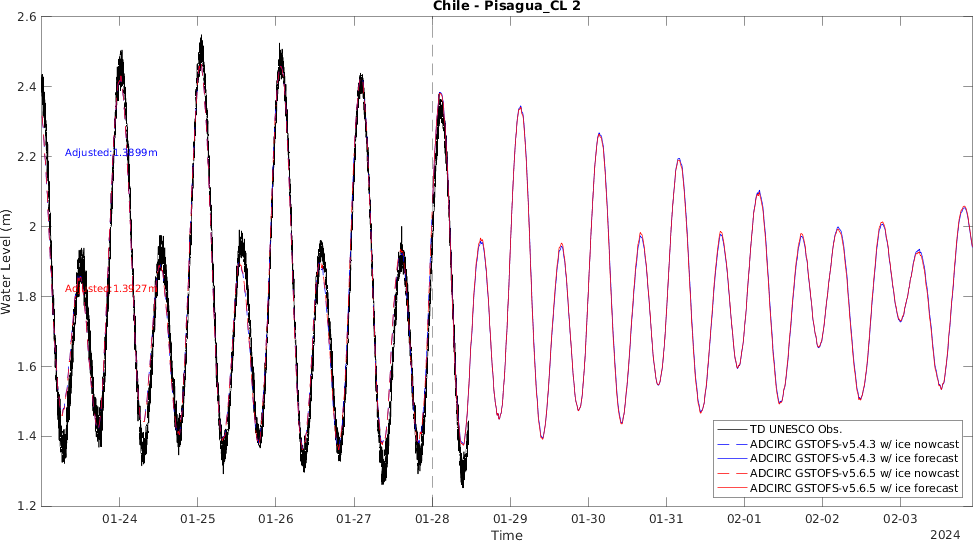 Chile - Pisagua_CL 2
2.6
2.4
2.2
2
1.8
1.6
1.4
1.2
Water Level (m)
Adjusted:1.3899m
Adjusted:1.3927m
TD UNESCO Obs.
ADCIRC GSTOFS-v5.4.3 w/ ice nowcast
ADCIRC GSTOFS-v5.4.3 w/ ice forecast
ADCIRC GSTOFS-v5.6.5 w/ ice nowcast
ADCIRC GSTOFS-v5.6.5 w/ ice forecast
01-24 01-25 01-26 01-27 01-28 01-29 01-30 01-31 02-01 02-02 02-03
Time
2024